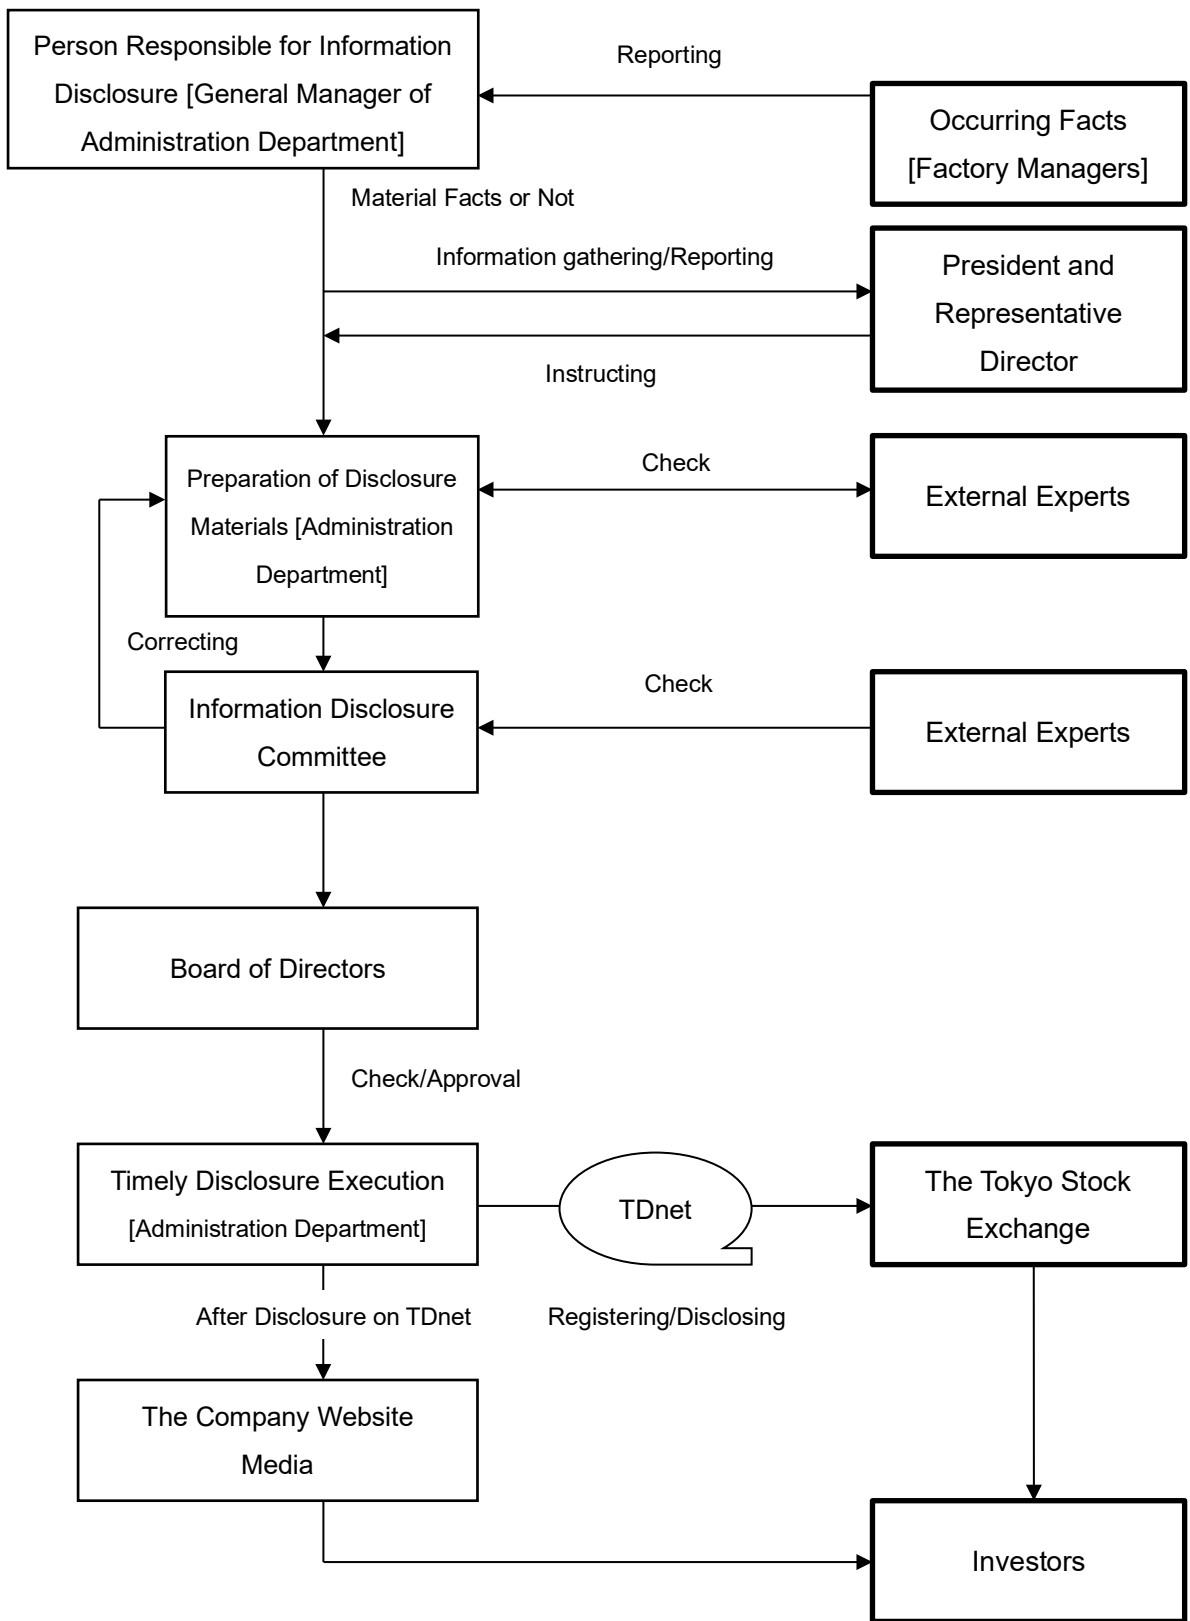 Person Responsible for Information
Disclosure [General Manager of
Administration Department]
Reporting
Occurring Facts
[Factory Managers]
Material Facts or Not
Information gathering/Reporting
President and
Representative
Director
Instructing
Preparation of Disclosure
Materials [Administration
Department]
Check
External Experts
Correcting
Information Disclosure
Committee
Check
External Experts
Board of Directors
Check/Approval
Timely Disclosure Execution
[Administration Department]
TDnet
The Tokyo Stock
Exchange
After Disclosure on TDnet
Registering/Disclosing
The Company Website
Media
Investors